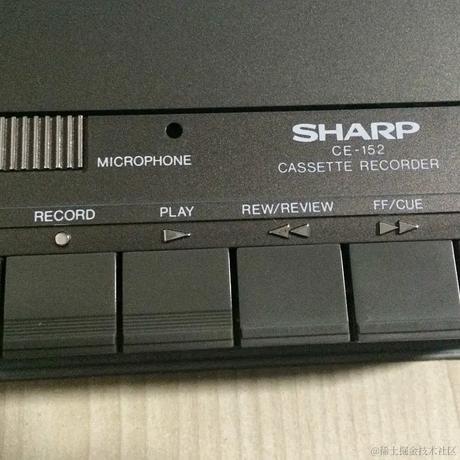 SHARP
CE-152
MICROPHONE
CASSETTE RECORDER
RECORD PLAY REW/REVIEW FF/CUE
@稀土掘金技术社区